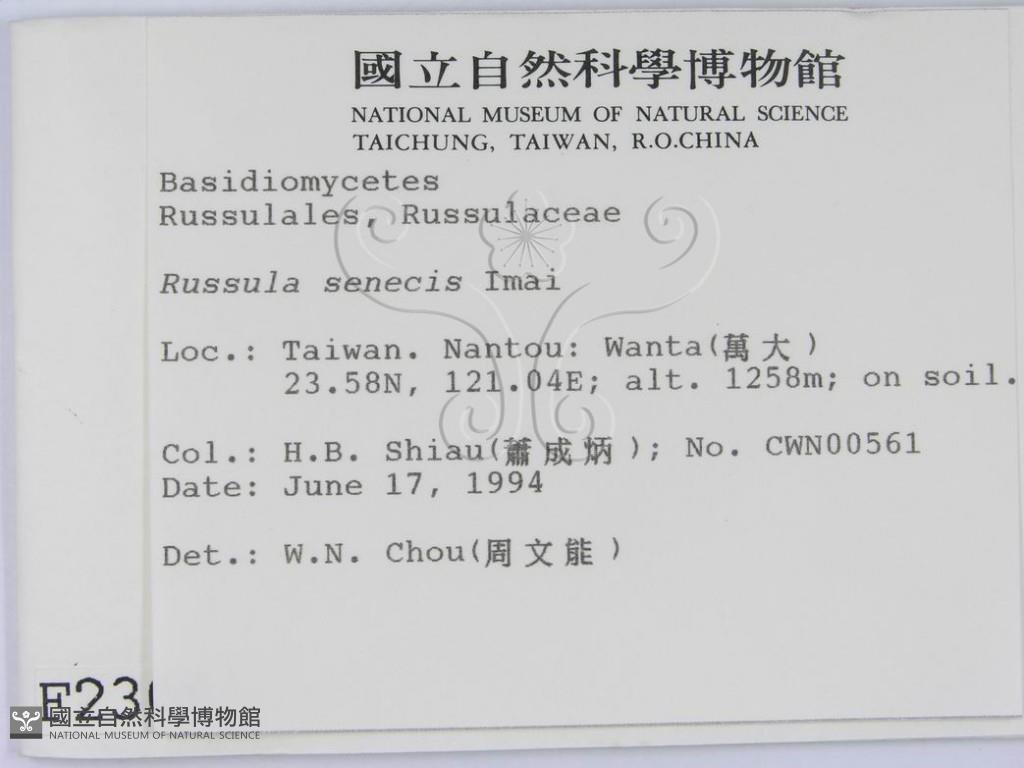 國立自然科學博物館
NATIONAL MUSEUM OF NATURAL SCIENCE
TAICHUNG, TAIWAN, R.O.CHINA
Basidiomycetes
Russulales, Russulaceae
Russula senecis Imai
Loc.: Taiwan. Nantou: Wanta(萬大)
23.58N, 121.04E; alt. 1258m; on soil.
Col.: H.B. Shiau(蕭成炳); No. CWN00561
Date: June 17, 1994
Det.: W.N. Chou(周文能)
國立自然科學博物館
NATIONAL MUSEUM OF NATURAL SCIENCE